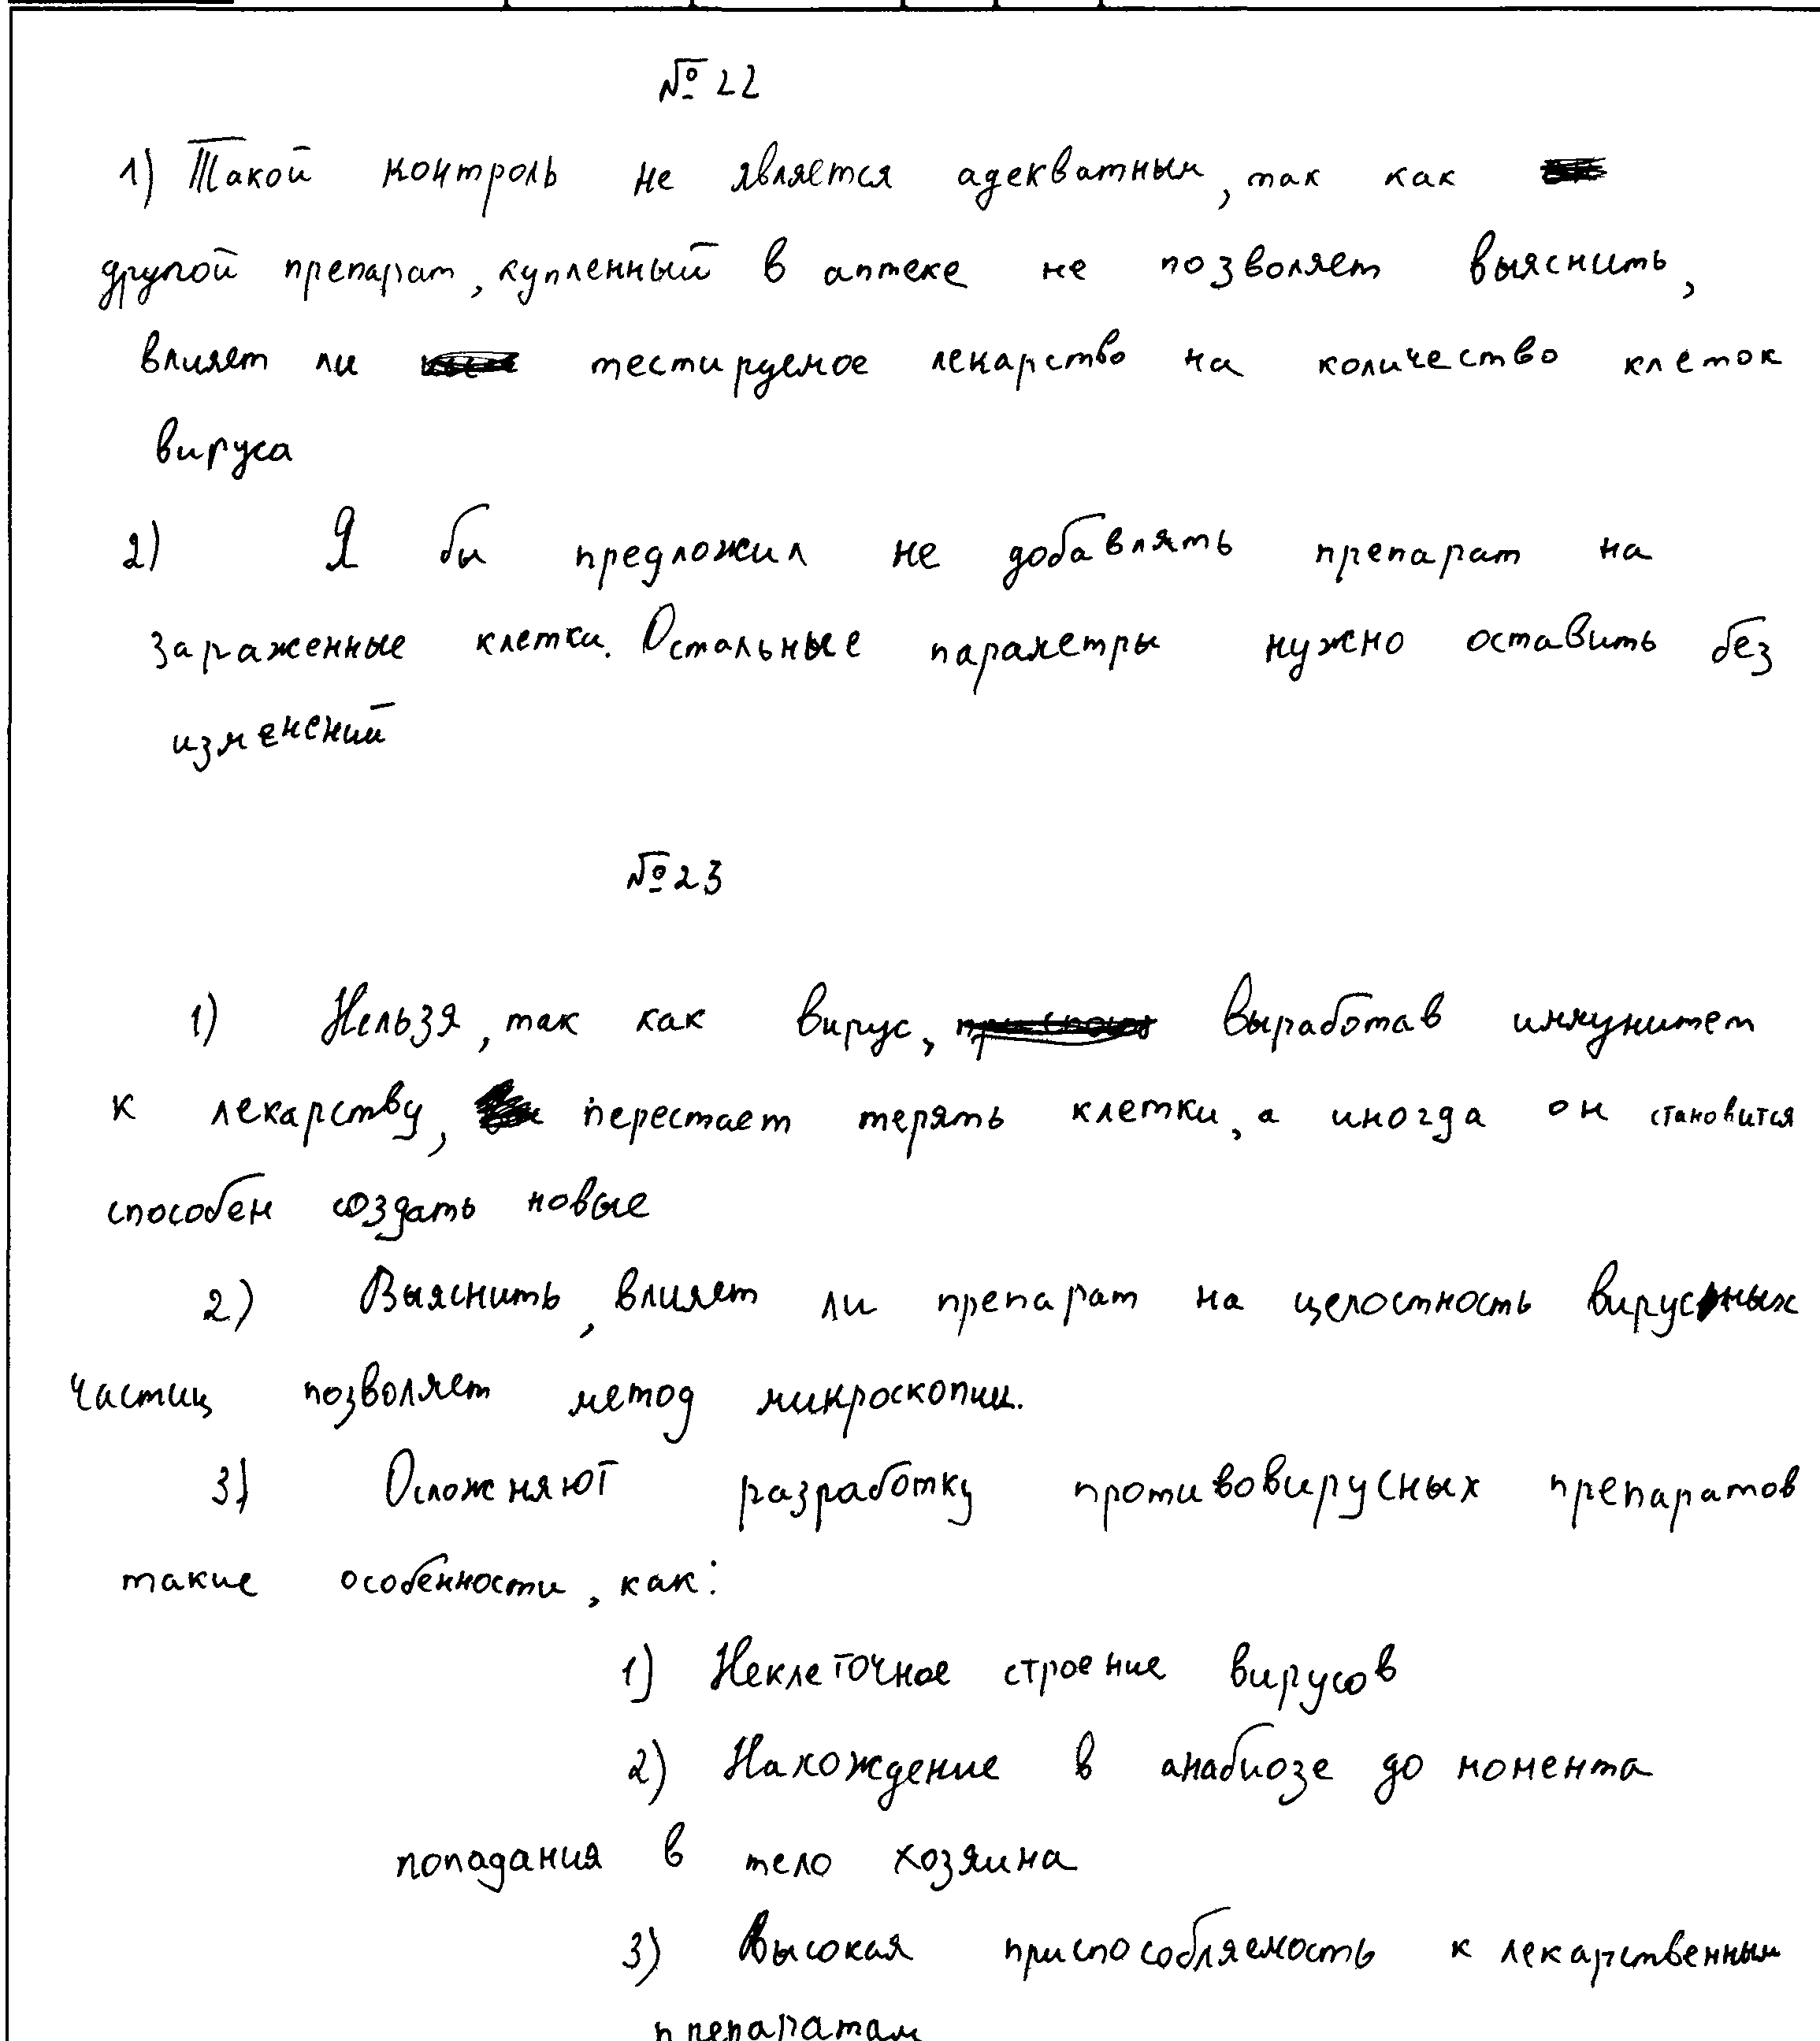 № 22
1) Такой контроль не является адекватным, так как
другой препарат, купленный в аптеке не позволяет выяснить,
влияет ли тестируемое лекарство на количество клеток
вируса
2) Я бы предложил не добавлять препарат на
зараженные клетки. Остальные параметры нужно оставить без
изменений
№ 23
1) Нельзя, так как вирус, выработав иммунитет
к лекарству, перестает терять клетки, а иногда он становится
способен создать новые
2) Выяснить, влияет ли препарат на целостность вирусных
частиц позволяет метод микроскопии.
3) Осложняют разработку противовирусных препаратов
такие особенности, как:
1) Неклеточное строение вирусов
2) Нахождение в анабиозе до момента
попадания в тело хозяина
3) Высокая приспособляемость к лекарственным
препаратам